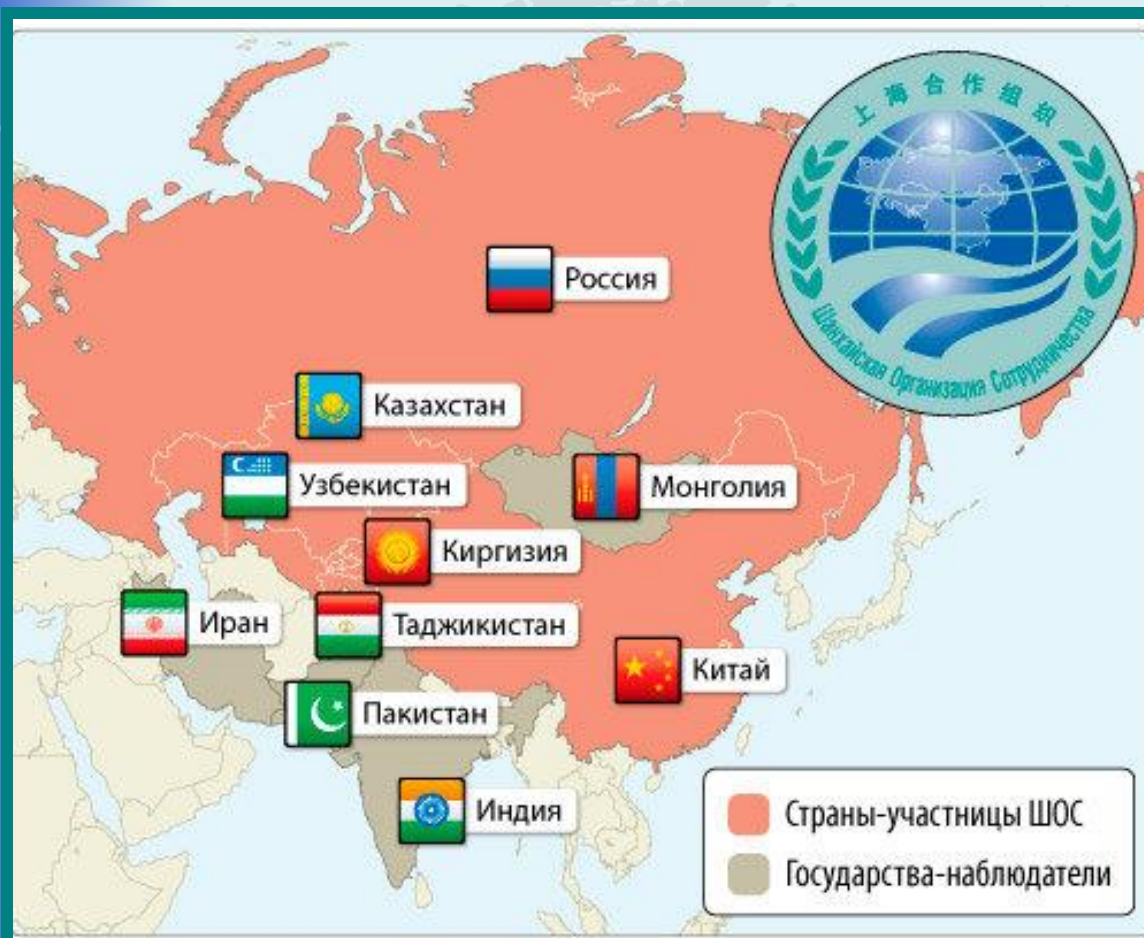 上海合作组织
Шанхайская Организация Сотрудничества
Россия
Казахстан
Узбекистан
Монголия
Киргизия
Иран
Таджикистан
Китай
Пакистан
Индия
Страны-участницы ШОС
Государства-наблюдатели